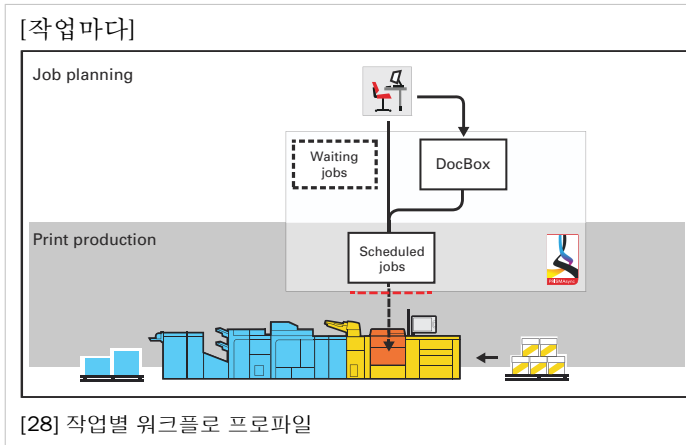 [작업마다]
Job planning
Waiting
jobs
DocBox
Print production
Scheduled
jobs
PRISMAsync
[28] 작업별 워크플로 프로파일